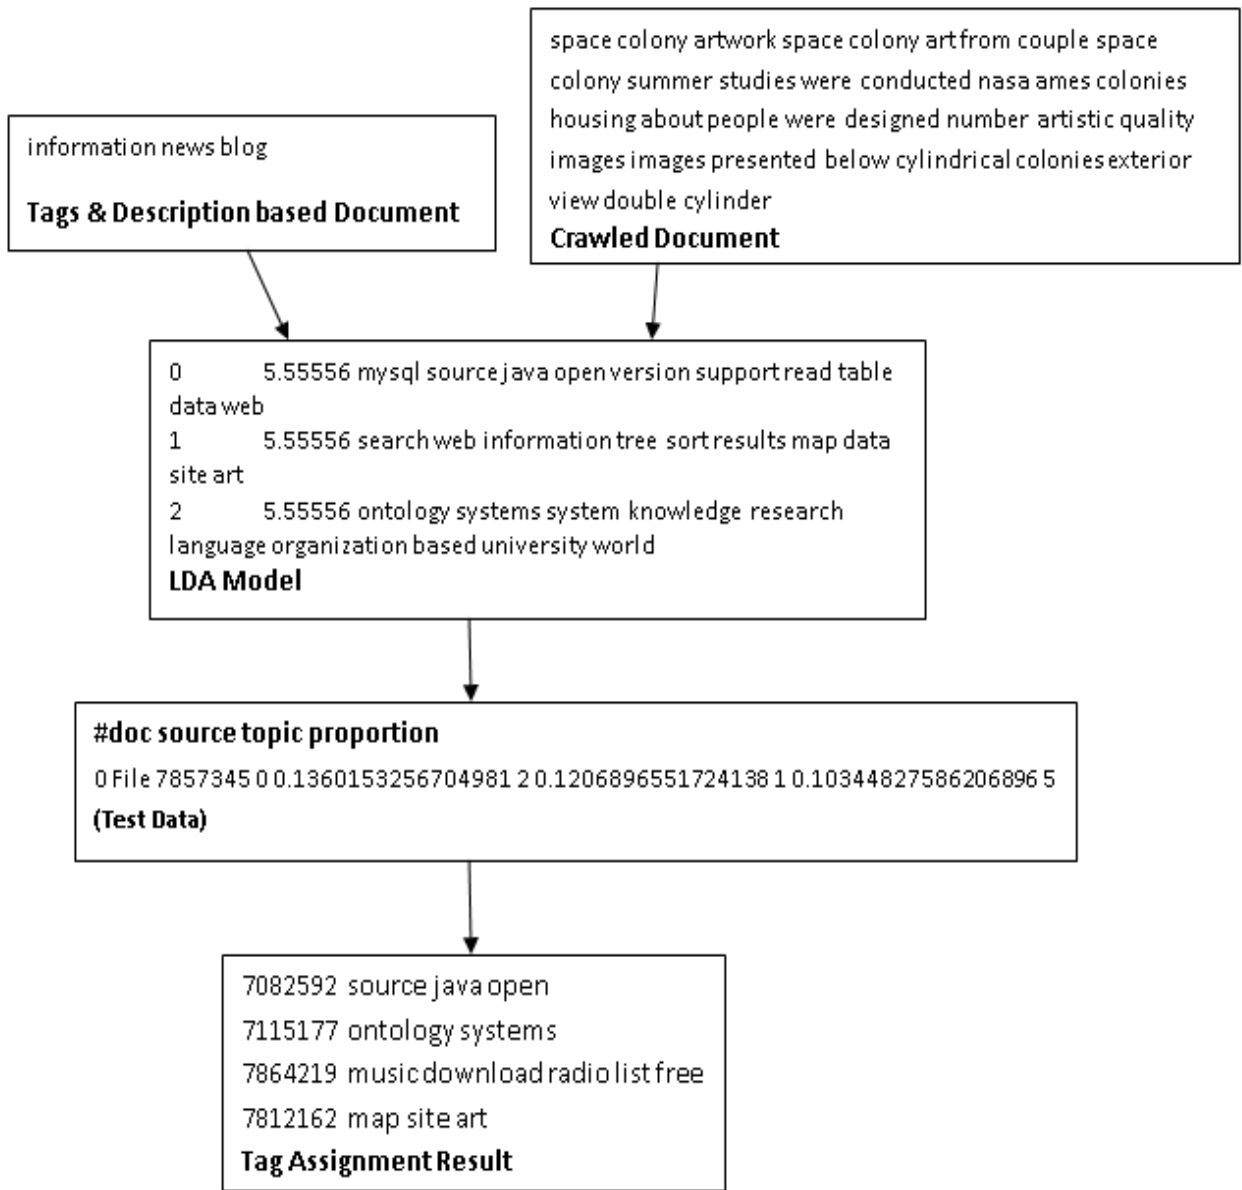 information news blog
Tags & Description based Document
space colony artwork space colony art from couple space
colony summer studies were conducted nasa ames colonies
housing about people were designed number artistic quality
images images presented below cylindrical colonies exterior
view double cylinder
Crawled Document
0 5.55556 mysql source java open version support read table
data web
1 5.55556 search web information tree sort results map data
site art
2 5.55556 ontology systems system knowledge research
language organization based university world
LDA Model
#doc source topic proportion
0 File 7857345 0 0.1360153256704981 2 0.1206896551724138 1 0.10344827586206896 5
(Test Data)
7082592 source java open
7115177 ontology systems
7864219 music download radio list free
7812162 map site art
Tag Assignment Result